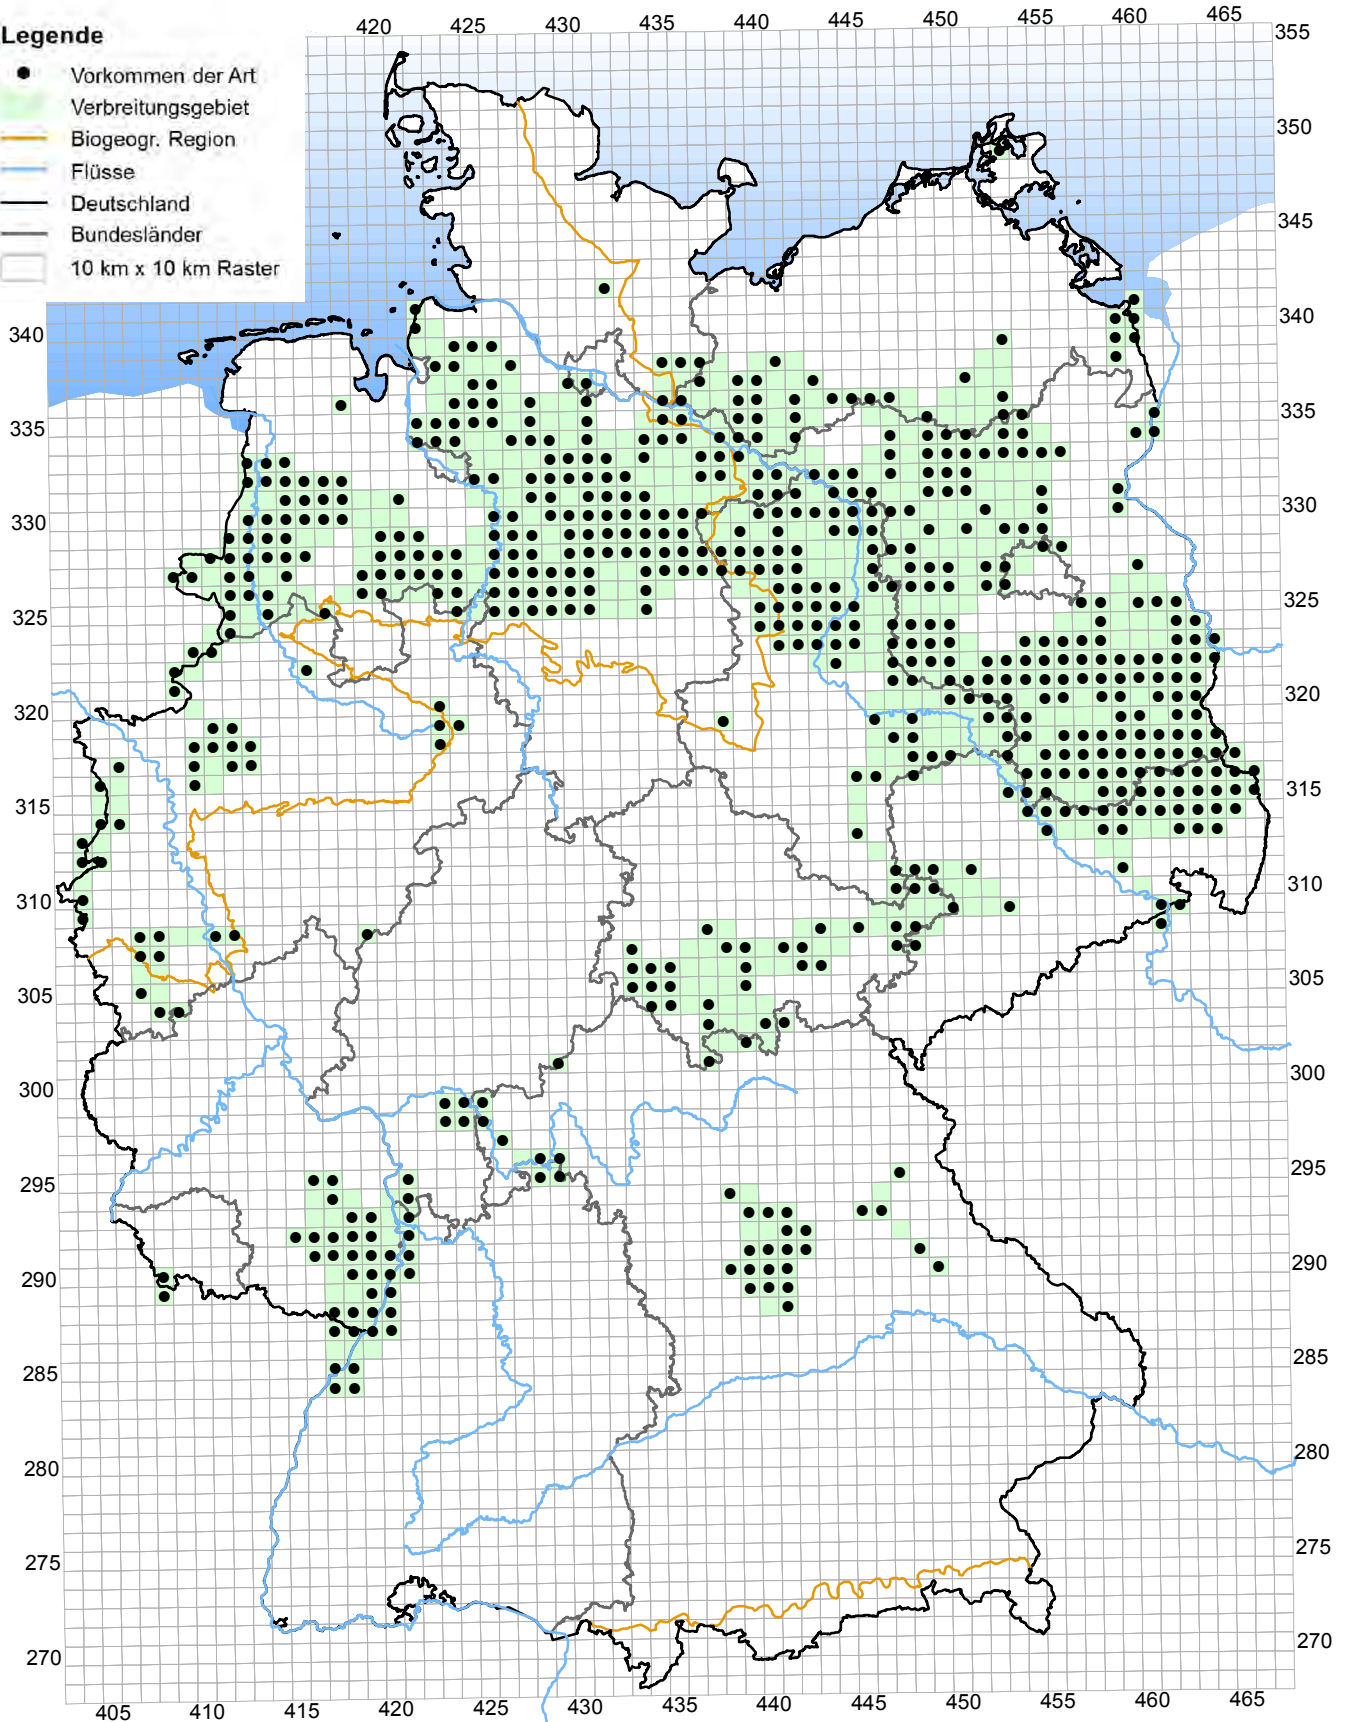 Legende
Vorkommen der Art
Verbreitungsgebiet
Biogeogr. Region
Flüsse
Deutschland
Bundesländer
10 km x 10 km Raster
420 425 430 435 440 445 450 455 460 465
355
350
345
340 340
335 335
330 330
325 325
320 320
315 315
310 310
305 305
300 300
295 295
290 290
285 285
280 280
275 275
270 270
405 410 415 420 425 430 435 440 445 450 455 460 465